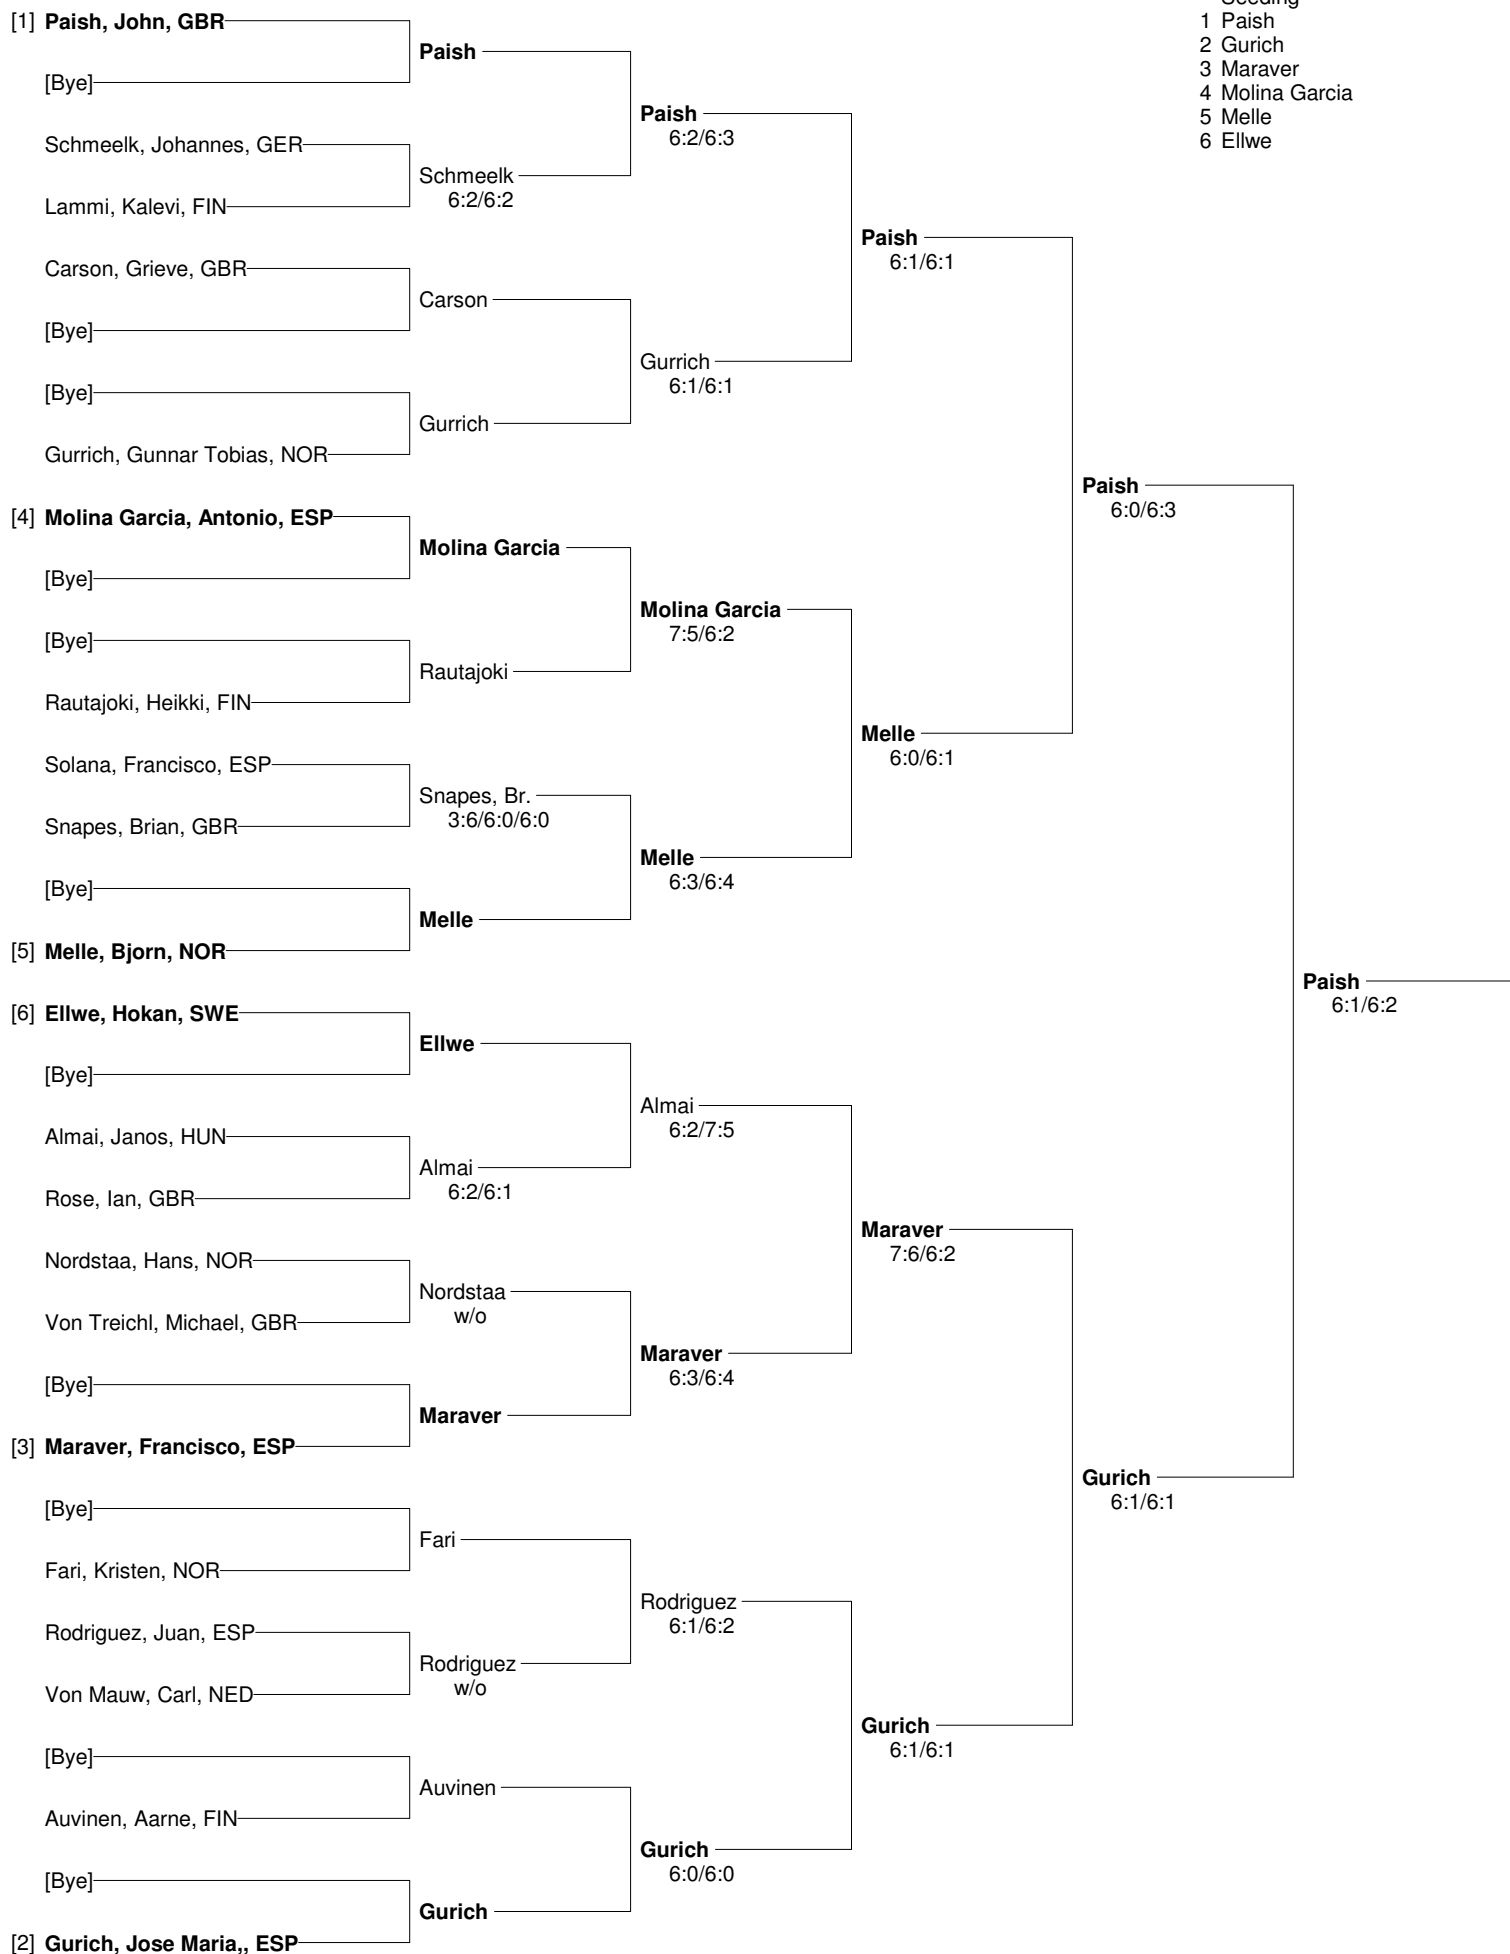 Seeding
1 Paish
2 Gurich
3 Maraver
4 Molina Garcia
5 Melle
6 Ellwe
[1] Paish, John, GBR
[Bye]
Schmeelk, Johannes, GER
Lammi, Kalevi, FIN
Carson, Grieve, GBR
[Bye]
[Bye]
Gurrich, Gunnar Tobias, NOR
[4] Molina Garcia, Antonio, ESP
[Bye]
[Bye]
Rautajoki, Heikki, FIN
Solana, Francisco, ESP
Snapes, Brian, GBR
[Bye]
[5] Melle, Bjorn, NOR
[6] Ellwe, Hokan, SWE
[Bye]
Almai, Janos, HUN
Rose, Ian, GBR
Nordstaa, Hans, NOR
Von Treichl, Michael, GBR
[Bye]
[3] Maraver, Francisco, ESP
[Bye]
Fari, Kristen, NOR
Rodriguez, Juan, ESP
Von Mauw, Carl, NED
[Bye]
Auvinen, Aarne, FIN
[Bye]
[2] Gurich, Jose Maria,, ESP
Paish
Schmeelk
6:2/6:2
Carson
Gurrich
Molina Garcia
Rautajoki
Snapes, Br.
3:6/6:0/6:0
Melle
Ellwe
Almai
6:2/6:1
Nordstaa
w/o
Maraver
Fari
Rodriguez
w/o
Auvinen
Gurich
Paish
6:2/6:3
Gurrich
6:1/6:1
Molina Garcia
7:5/6:2
Melle
6:3/6:4
Almai
6:2/7:5
Maraver
6:3/6:4
Rodriguez
6:1/6:2
Gurich
6:0/6:0
Paish
6:1/6:1
Melle
6:0/6:1
Maraver
7:6/6:2
Gurich
6:1/6:1
Paish
6:0/6:3
Gurich
6:1/6:1
Paish
6:1/6:2